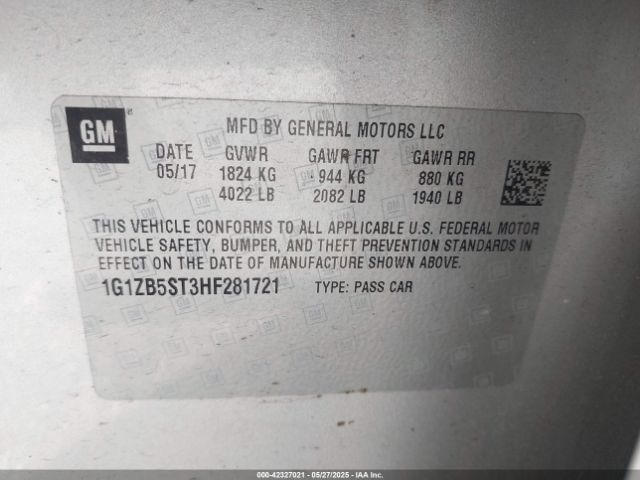 GM
MFD BY GENERAL MOTORS LLC
DATE GVWR GAWR FRT GAWR RR
05/17 1824 KG 944 KG 880 KG
4022 LB 2082 LB 1940 LB
THIS VEHICLE CONFORMS TO ALL APPLICABLE U.S. FEDERAL MOTOR
VEHICLE SAFETY, BUMPER, AND THEFT PREVENTION STANDARDS IN
EFFECT ON THE DATE OF MANUFACTURE SHOWN ABOVE.
1G1ZB5ST3HF281721 TYPE: PASS CAR
000-42327021 - 05/27/2025 - IAAI.COM